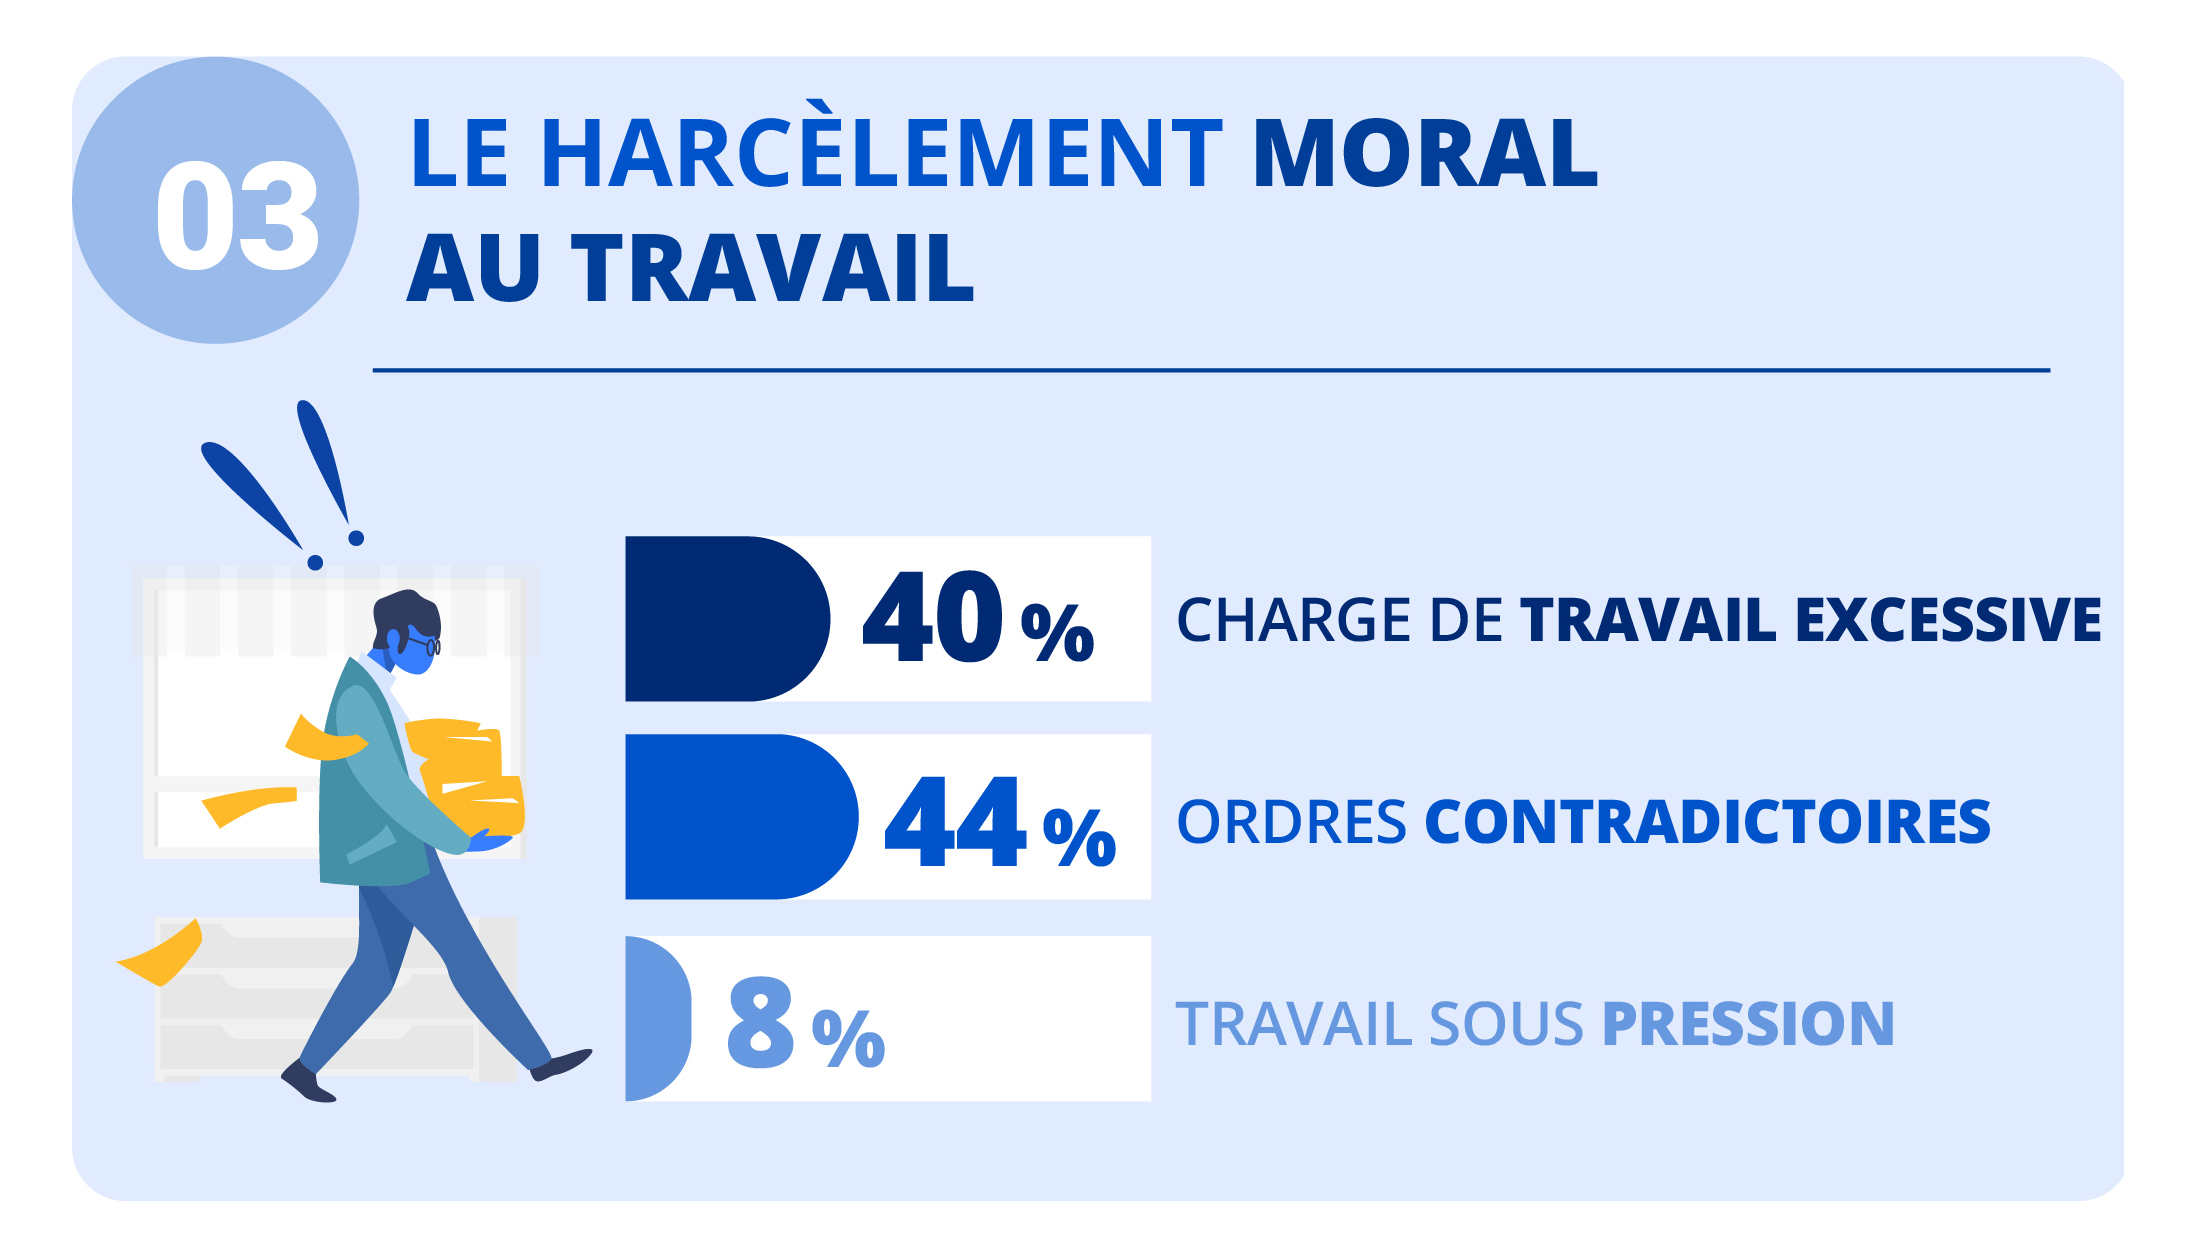 03
LE HARCÈLEMENT MORAL
AU TRAVAIL
40 %
CHARGE DE TRAVAIL EXCESSIVE
44 %
ORDRES CONTRADICTOIRES
8 %
TRAVAIL SOUS PRESSION